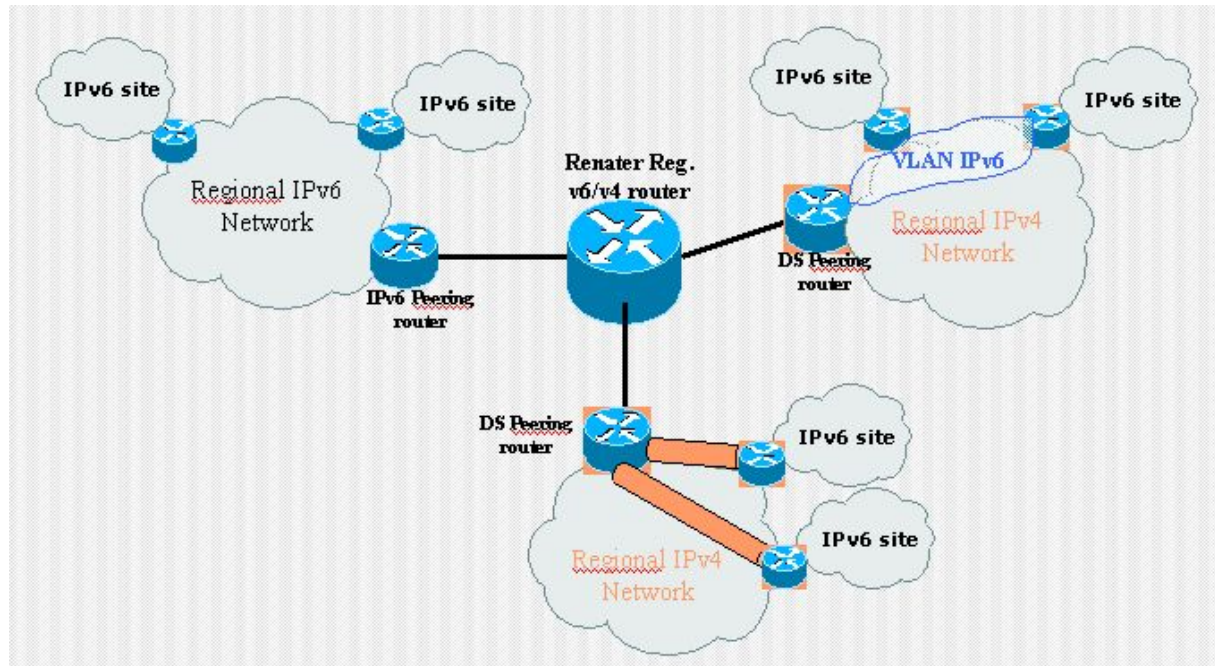 IPv6 site
IPv6 site
Regional IPv6
Network
IPv6 Peering
router
Renater Reg.
v6/v4 router
IPv6 site
IPv6 site
VLAN IPv6
Regional IPv4
Network
DS Peering
router
DS Peering
router
IPv6 site
IPv6 site
Regional IPv4
Network